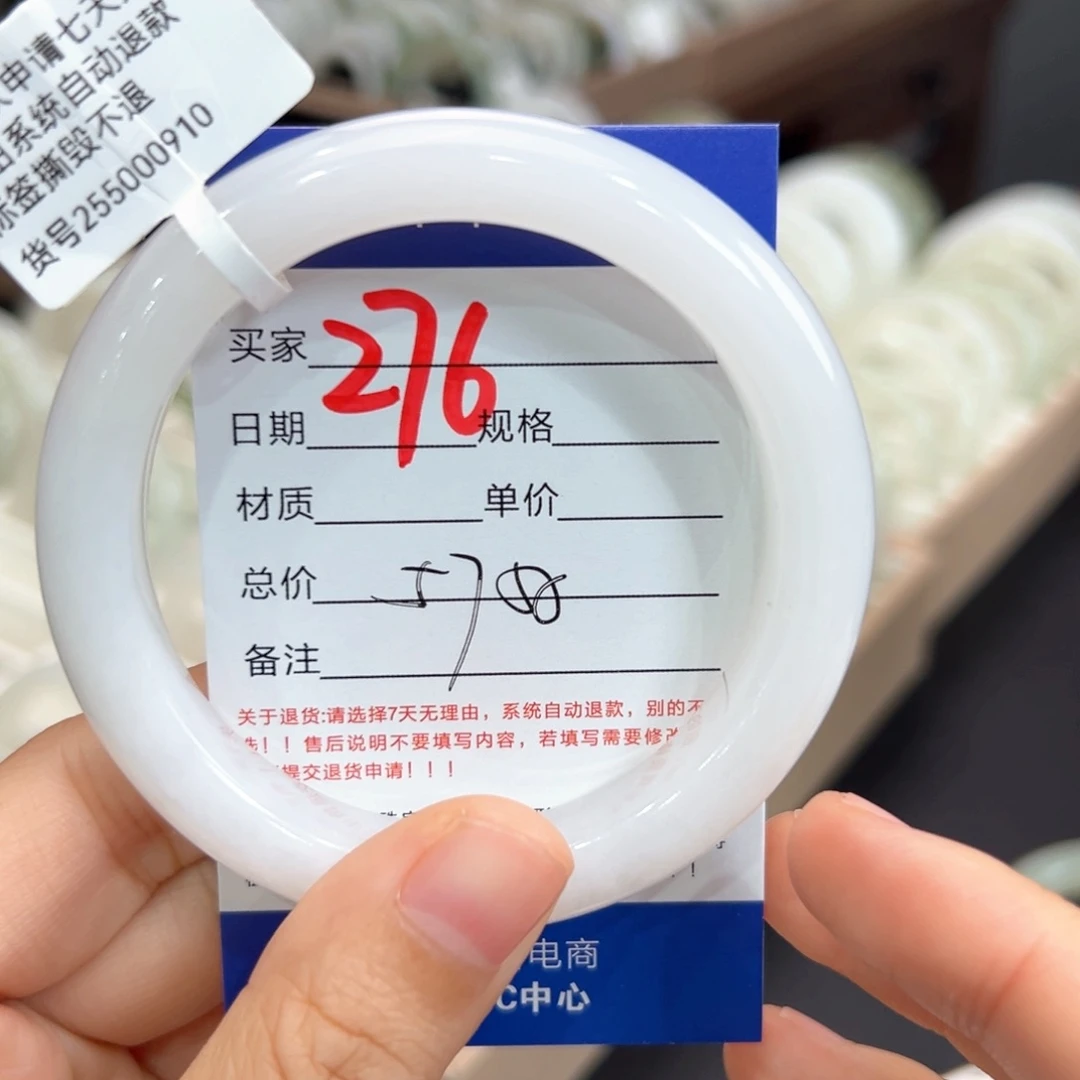 申请七天
系统自动退款
标签撕毁不退
货号255000910
276
买家
日期 规格
材质 单价
总价 578
备注
关于退货:请选择7天无理由，系统自动退款，别的不
选！！售后说明不要填写内容，若填写需要修改
提交退货申请！！！
电商
C中心